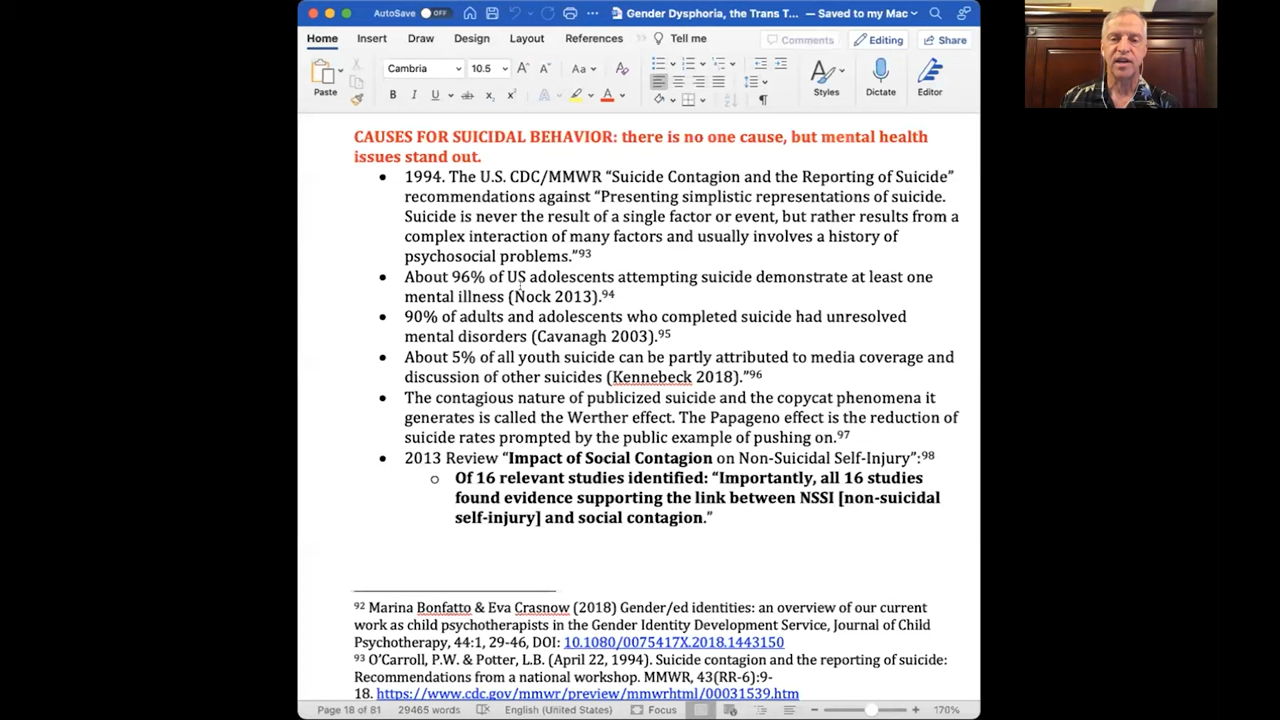 AutoSave OFF Gender Dysphoria, the Trans T... — Saved to my Mac
Home Insert Draw Design Layout References Tell me Comments Editing Share
Paste Cambria 10.5 A A Aa A Styles Dictate Editor
B I U ab x₂ x² A A
CAUSES FOR SUICIDAL BEHAVIOR: there is no one cause, but mental health
issues stand out.
• 1994. The U.S. CDC/MMWR “Suicide Contagion and the Reporting of Suicide”
recommendations against “Presenting simplistic representations of suicide.
Suicide is never the result of a single factor or event, but rather results from a
complex interaction of many factors and usually involves a history of
psychosocial problems.”93
• About 96% of US adolescents attempting suicide demonstrate at least one
mental illness (Nock 2013).94
• 90% of adults and adolescents who completed suicide had unresolved
mental disorders (Cavanagh 2003).95
• About 5% of all youth suicide can be partly attributed to media coverage and
discussion of other suicides (Kennebeck 2018).”96
• The contagious nature of publicized suicide and the copycat phenomena it
generates is called the Werther effect. The Papageno effect is the reduction of
suicide rates prompted by the public example of pushing on.97
• 2013 Review “Impact of Social Contagion on Non-Suicidal Self-Injury”:98
o Of 16 relevant studies identified: “Importantly, all 16 studies
found evidence supporting the link between NSSI [non-suicidal
self-injury] and social contagion.”
92 Marina Bonfatto & Eva Crasnow (2018) Gender/ed identities: an overview of our current
work as child psychotherapists in the Gender Identity Development Service, Journal of Child
Psychotherapy, 44:1, 29-46, DOI: 10.1080/0075417X.2018.1443150
93 O’Carroll, P.W. & Potter, L.B. (April 22, 1994). Suicide contagion and the reporting of suicide:
Recommendations from a national workshop. MMWR, 43(RR-6):9-
18. https://www.cdc.gov/mmwr/preview/mmwrhtml/00031539.htm
Page 18 of 81 29465 words English (United States) Focus 170%